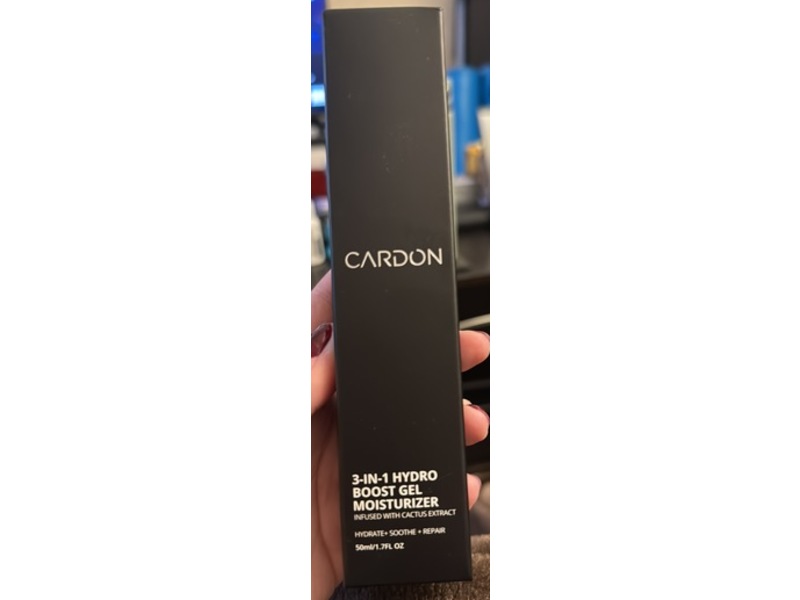 CARDON
3-IN-1 HYDRO
BOOST GEL
MOISTURIZER
INFUSED WITH CACTUS EXTRACT
HYDRATE+ SOOTHE + REPAIR
50ml/1.7FL OZ